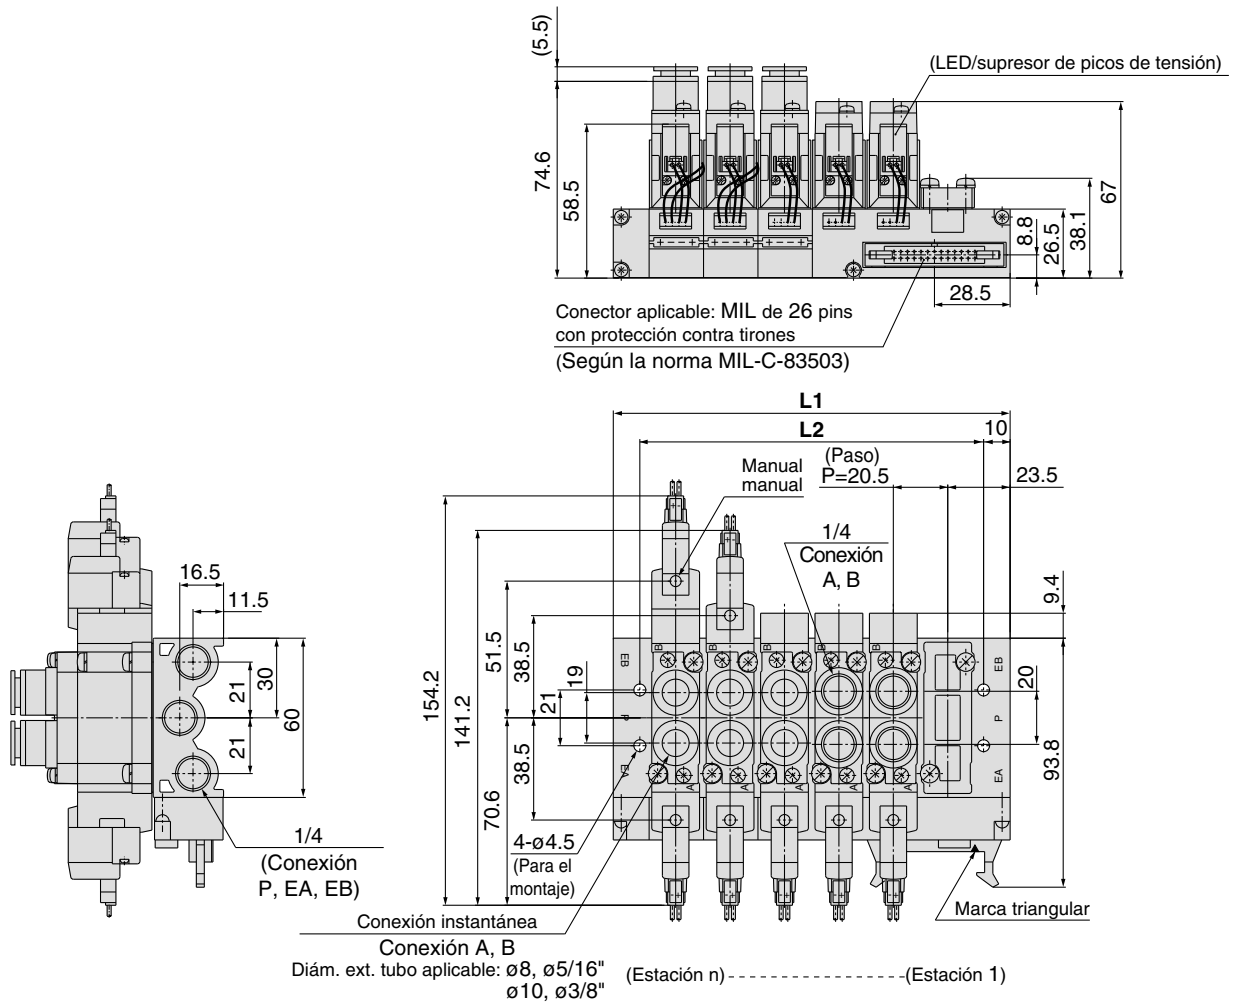 (5.5)
(LED/supresor de picos de tensión)
74.6
58.5
67
38.1
26.5
8.8
28.5
Conector aplicable: MIL de 26 pins
con protección contra tirones
(Según la norma MIL-C-83503)
L1
L2
10
(Paso)
P=20.5
23.5
Manual
manual
1/4
Conexión
A, B
16.5
11.5
9.4
154.2
141.2
51.5
38.5
19
21
30
21
60
21
20
93.8
70.6
38.5
EB
B
B
B
B
B
EB
P
P
EA
A
A
A
A
A
EA
1/4
(Conexión
P, EA, EB)
4-ø4.5
(Para el
montaje)
Marca triangular
Conexión instantánea
Conexión A, B
Diám. ext. tubo aplicable: ø8, ø5/16"
ø10, ø3/8"
(Estación n)--------------------(Estación 1)